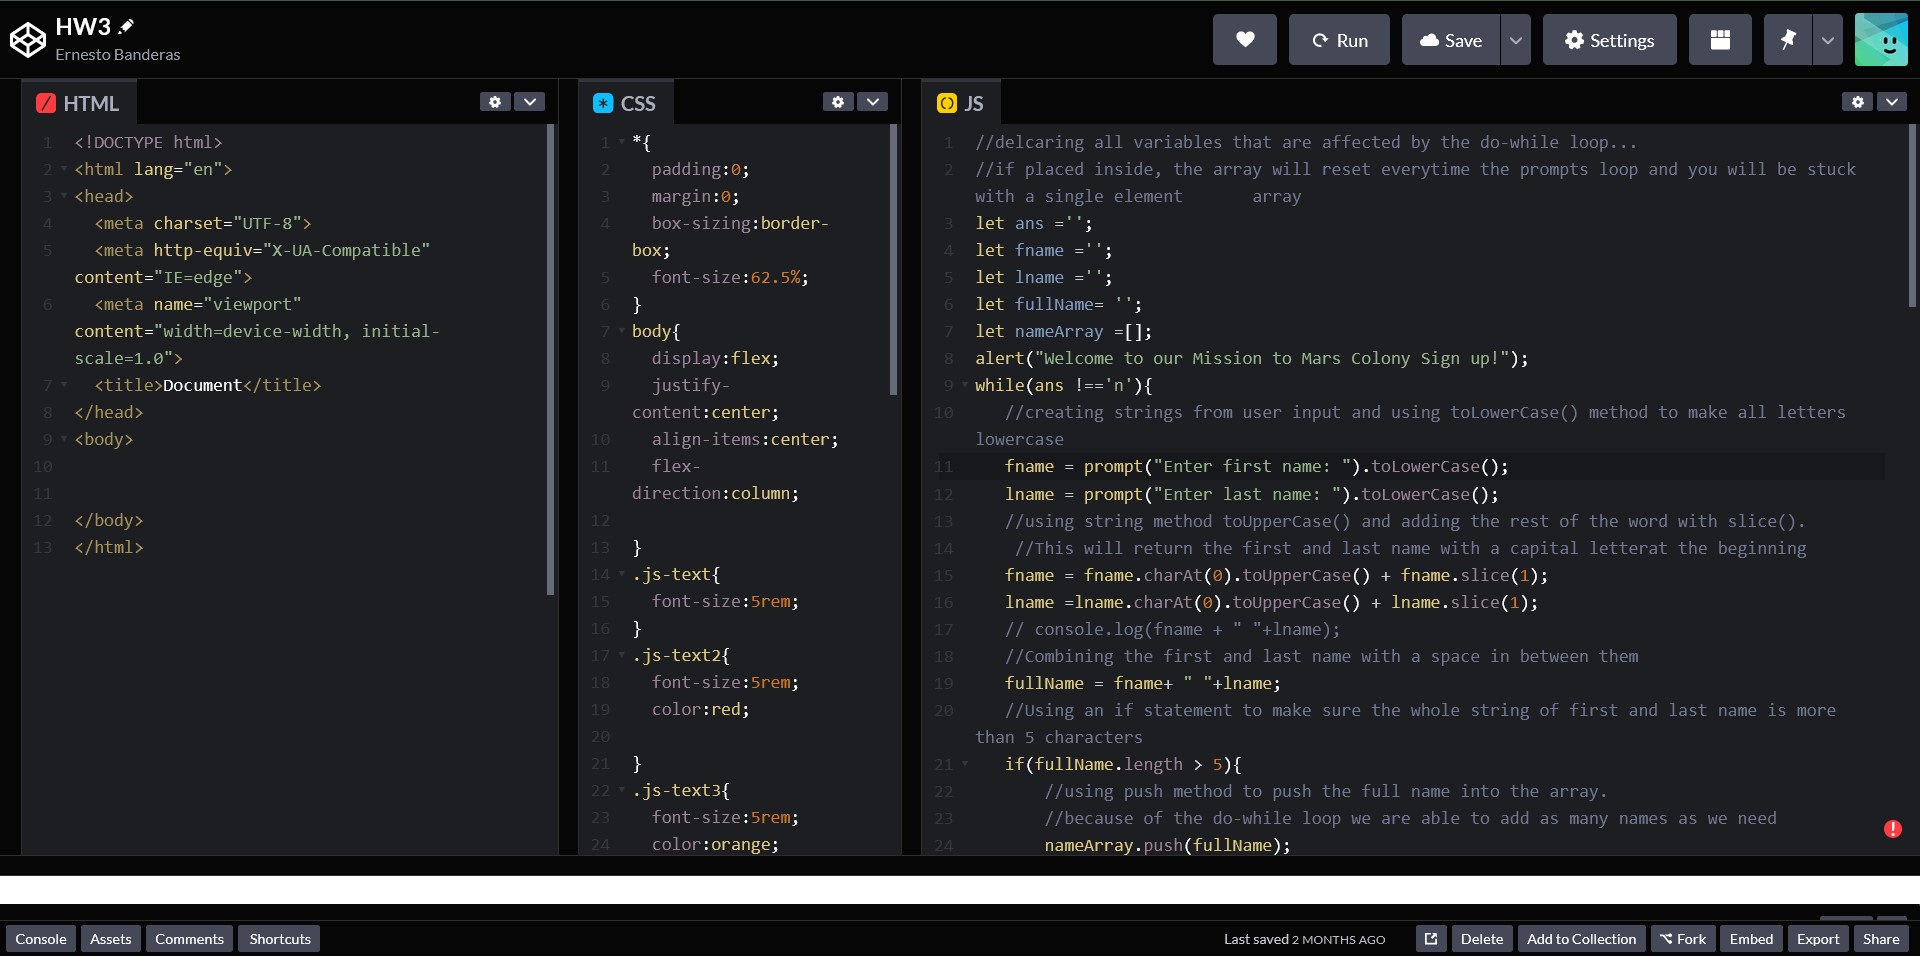 HW3
Ernesto Banderas
Run
Save
Settings
HTML
1 <!DOCTYPE html>
2 <html lang="en">
3 <head>
4 <meta charset="UTF-8">
5 <meta http-equiv="X-UA-Compatible"
content="IE=edge">
6 <meta name="viewport"
content="width=device-width, initial-
scale=1.0">
7 <title>Document</title>
8 </head>
9 <body>
10
11
12 </body>
13 </html>
CSS
1 *{
2 padding:0;
3 margin:0;
4 box-sizing:border-
box;
5 font-size:62.5%;
6 }
7 body{
8 display:flex;
9 justify-
content:center;
10 align-items:center;
11 flex-
direction:column;
12
13 }
14 .js-text{
15 font-size:5rem;
16 }
17 .js-text2{
18 font-size:5rem;
19 color:red;
20
21 }
22 .js-text3{
23 font-size:5rem;
24 color:orange;
JS
1 //delcaring all variables that are affected by the do-while loop...
2 //if placed inside, the array will reset everytime the prompts loop and you will be stuck
with a single element array
3 let ans ='';
4 let fname ='';
5 let lname ='';
6 let fullName= '';
7 let nameArray =[];
8 alert("Welcome to our Mission to Mars Colony Sign up!");
9 while(ans !=='n'){
10 //creating strings from user input and using toLowerCase() method to make all letters
lowercase
11 fname = prompt("Enter first name: ").toLowerCase();
12 lname = prompt("Enter last name: ").toLowerCase();
13 //using string method toUpperCase() and adding the rest of the word with slice().
14 //This will return the first and last name with a capital letterat the beginning
15 fname = fname.charAt(0).toUpperCase() + fname.slice(1);
16 lname =lname.charAt(0).toUpperCase() + lname.slice(1);
17 // console.log(fname + " "+lname);
18 //Combining the first and last name with a space in between them
19 fullName = fname+ " "+lname;
20 //Using an if statement to make sure the whole string of first and last name is more
than 5 characters
21 if(fullName.length > 5){
22 //using push method to push the full name into the array.
23 //because of the do-while loop we are able to add as many names as we need
24 nameArray.push(fullName);
Console Assets Comments Shortcuts Last saved 2 MONTHS AGO Delete Add to Collection Fork Embed Export Share